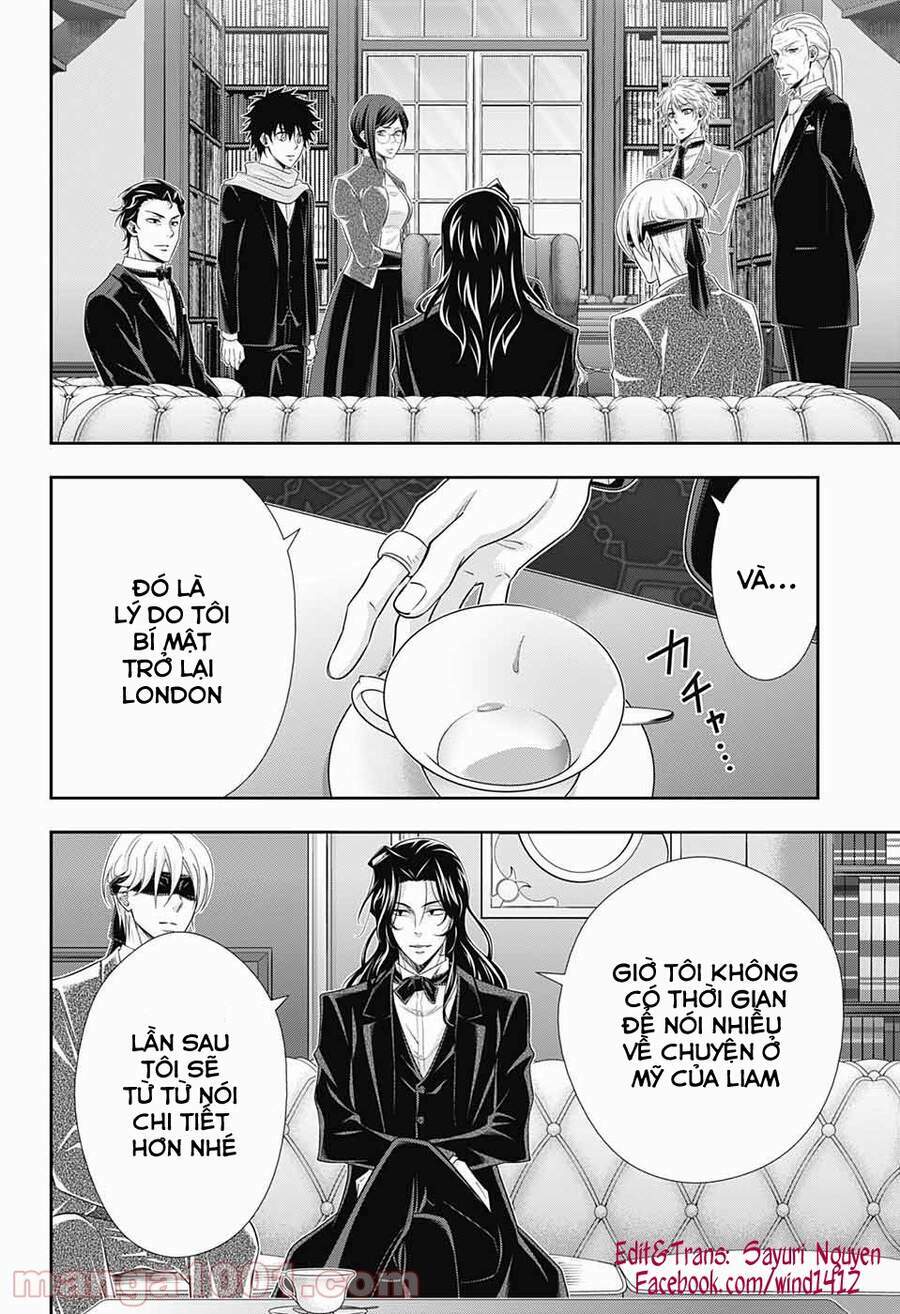 VÀ...
カチャ...
ĐÓ LÀ
LÝ DO TÔI
BÍ MẬT
TRỞ LẠI
LONDON
GIỜ TÔI KHÔNG
CÓ THỜI GIAN
ĐỂ NÓI NHIỀU
VỀ CHUYỆN Ở
MỸ CỦA LIAM
LẦN SAU
TÔI SẼ
TỪ TỪ NÓI
CHI TIẾT
HƠN NHÉ
Edit&Trans: Sayuri Nguyen
Facebook.com/wind1412
manga1001.com